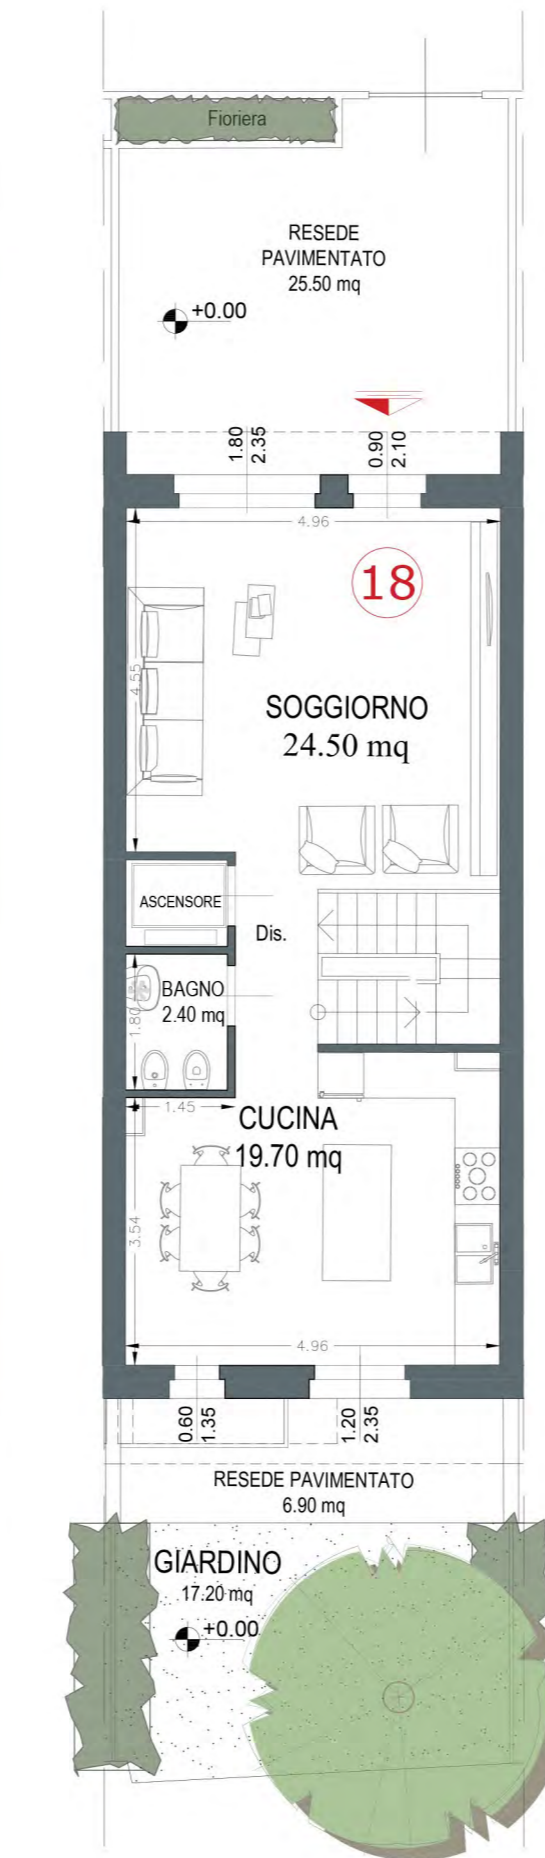 Fioriera
RESEDE
PAVIMENTATO
25.50 mq
+0.00
1.80
2.35
0.90
2.10
4.96
18
4.55
SOGGIORNO
24.50 mq
ASCENSORE
Dis.
BAGNO
2.40 mq
1.80
1.45
CUCINA
19.70 mq
3.54
4.96
0.60
1.35
1.20
2.35
RESEDE PAVIMENTATO
6.90 mq
GIARDINO
17.20 mq
+0.00